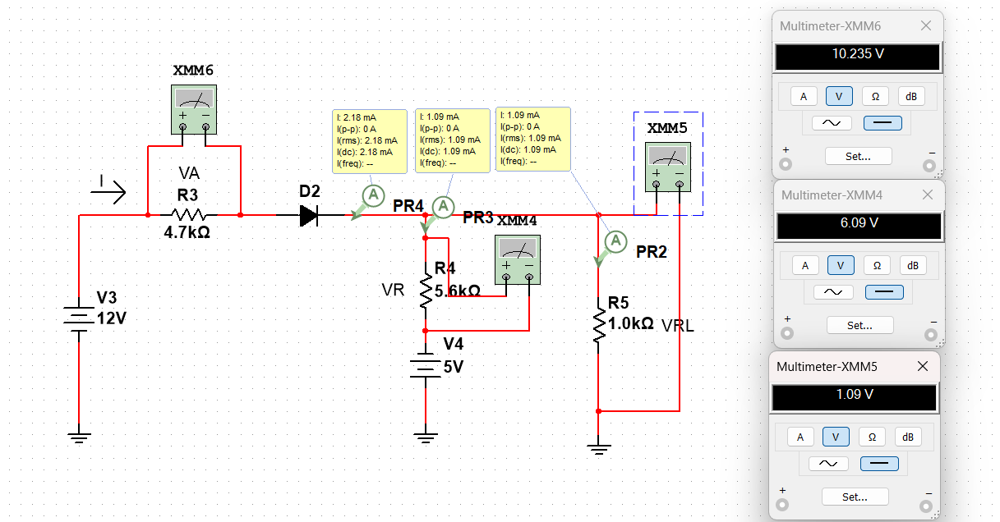 XMM6
VA
R3
4.7kΩ
I
D2
I: 2.18 mA
I(p-p): 0 A
I(rms): 2.18 mA
I(dc): 2.18 mA
I(freq): --
I: 1.09 mA
I(p-p): 0 A
I(rms): 1.09 mA
I(dc): 1.09 mA
I(freq): --
I: 1.09 mA
I(p-p): 0 A
I(rms): 1.09 mA
I(dc): 1.09 mA
I(freq): --
A
PR4
A
PR3
XMM4
A
PR2
XMM5
VR
R4
5.6kΩ
V4
5V
R5
1.0kΩ
VRL
V3
12V
Multimeter-XMM6
10.235 V
A V Ω dB
+ −
Set...
Multimeter-XMM4
6.09 V
A V Ω dB
+ −
Set...
Multimeter-XMM5
1.09 V
A V Ω dB
+ −
Set...